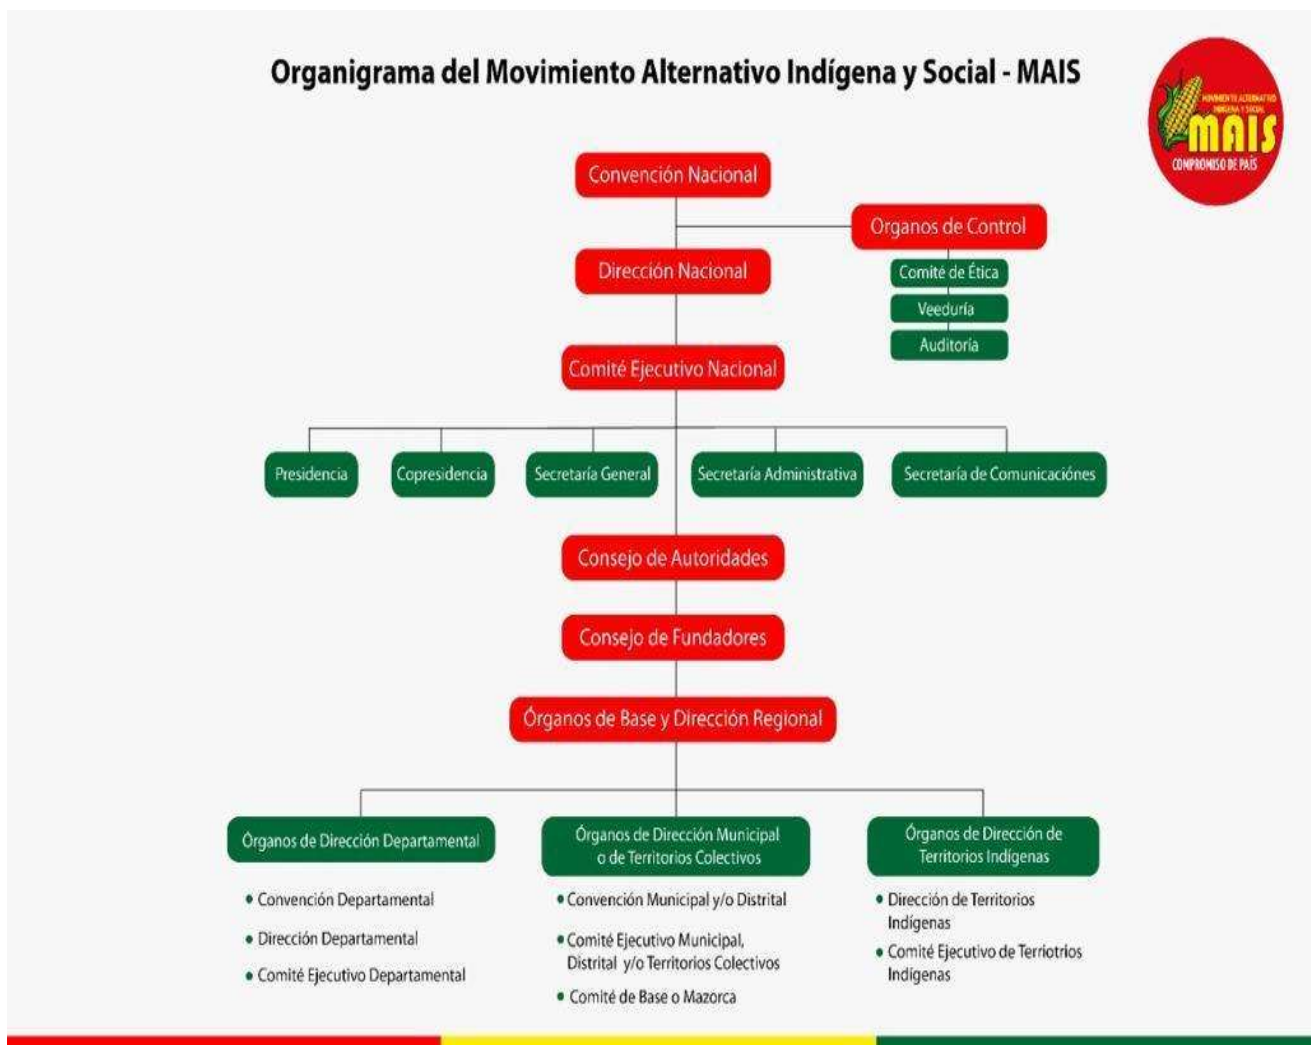 Organigrama del Movimiento Alternativo Indígena y Social - MAIS
MOVIMIENTO ALTERNATIVO
INDÍGENA Y SOCIAL
MAIS
COMPROMISO DE PAÍS
Convención Nacional
Organos de Control
Dirección Nacional
Comité de Ética
Veeduría
Auditoría
Comité Ejecutivo Nacional
Presidencia
Copresidencia
Secretaría General
Secretaría Administrativa
Secretaría de Comunicaciónes
Consejo de Autoridades
Consejo de Fundadores
Órganos de Base y Dirección Regional
Órganos de Dirección Departamental
• Convención Departamental
• Dirección Departamental
• Comité Ejecutivo Departamental
Órganos de Dirección Municipal
o de Territorios Colectivos
• Convención Municipal y/o Distrital
• Comité Ejecutivo Municipal,
Distrital y/o Territorios Colectivos
• Comité de Base o Mazorca
Órganos de Dirección de
Territorios Indígenas
• Dirección de Territorios
Indígenas
• Comité Ejecutivo de Terriotrios
Indígenas